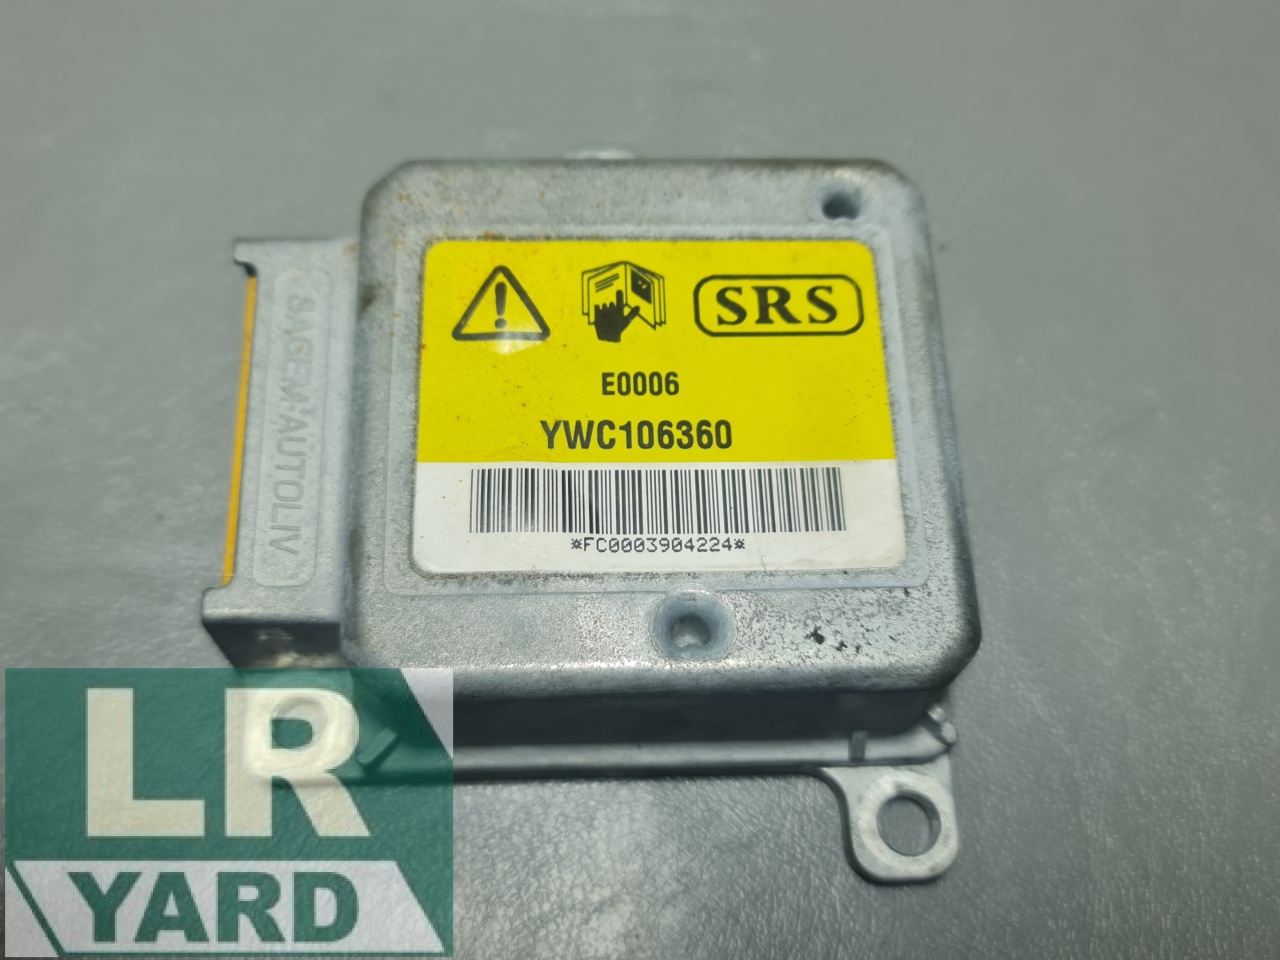 SRS
E0006
YWC106360
*FC0003904224*
SAGEM AUTOLIV
LR
YARD